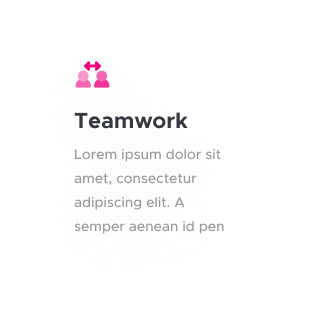 Teamwork
Lorem ipsum dolor sit
amet, consectetur
adipiscing elit. A
semper aenean id pen